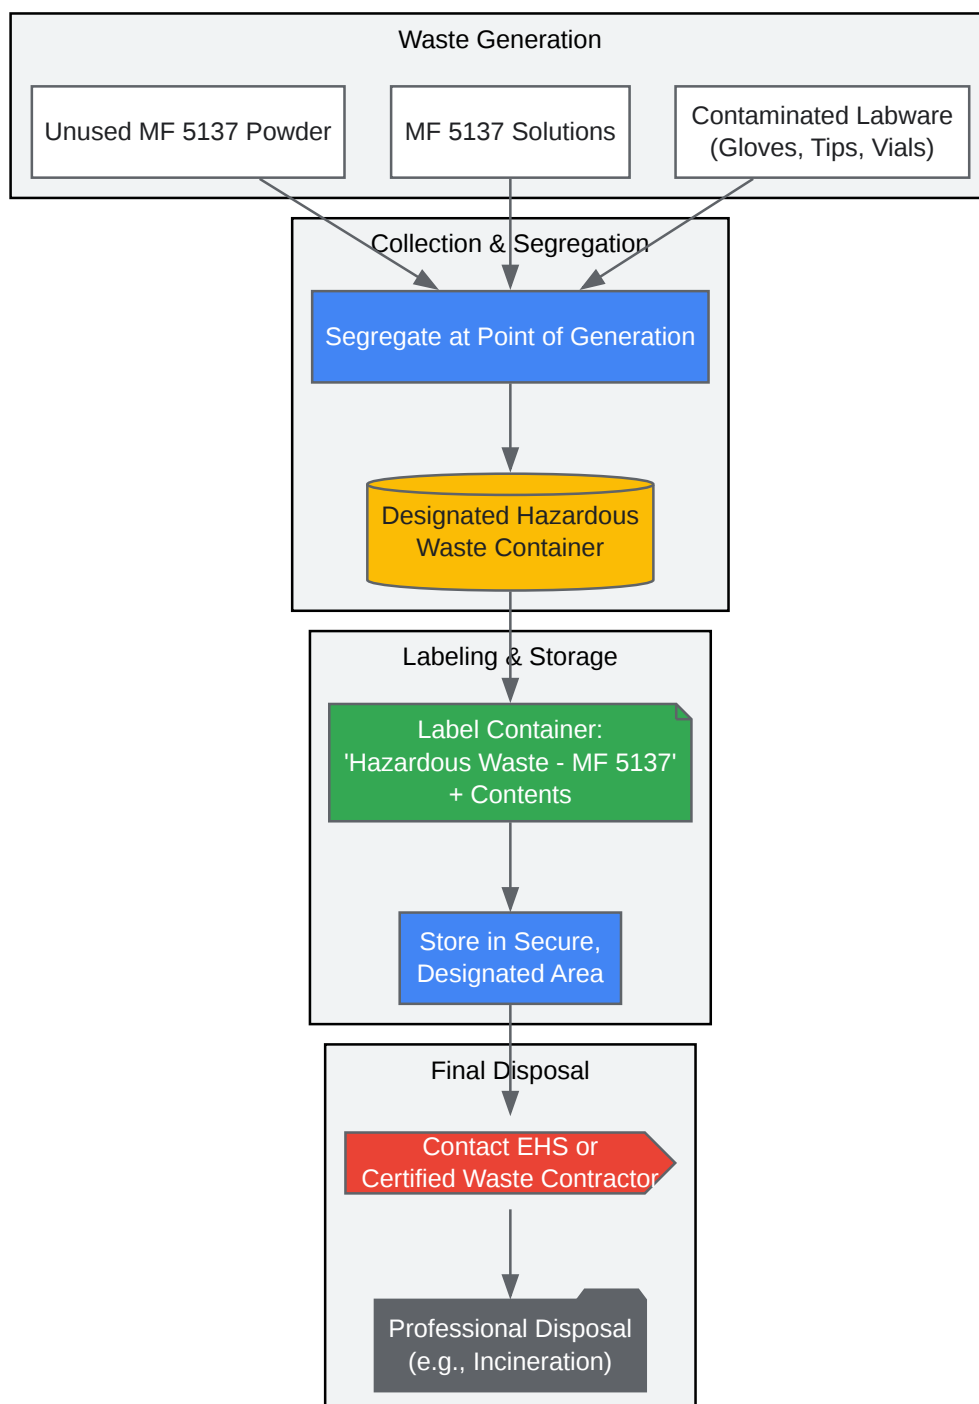 Waste Generation
Unused MF 5137 Powder
MF 5137 Solutions
Contaminated Labware
(Gloves, Tips, Vials)
Collection & Segregation
Segregate at Point of Generation
Designated Hazardous
Waste Container
Labeling & Storage
Label Container:
'Hazardous Waste - MF 5137'
+ Contents
Store in Secure,
Designated Area
Final Disposal
Contact EHS or
Certified Waste Contractor
Professional Disposal
(e.g., Incineration)